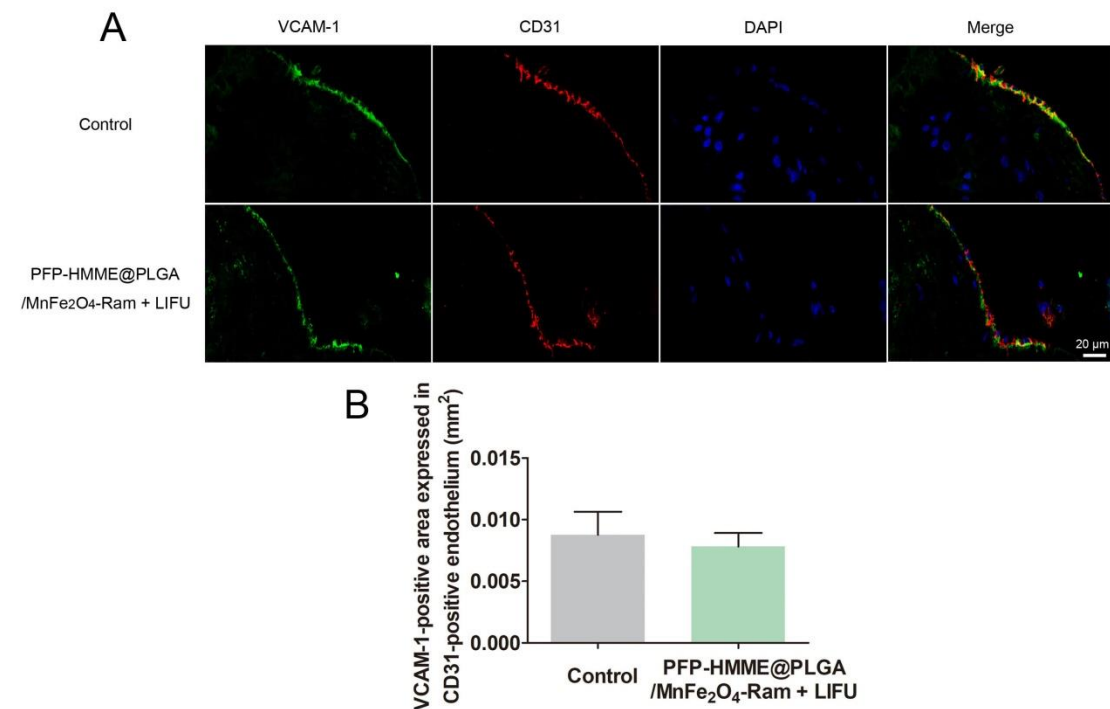 A
VCAM-1 CD31 DAPI Merge
Control
PFP-HMME@PLGA
/MnFe₂O₄-Ram + LIFU
20 μm
B
VCAM-1-positive area expressed in
CD31-positive endothelium (mm²)
0.015
0.010
0.005
0.000
Control
PFP-HMME@PLGA
/MnFe₂O₄-Ram + LIFU